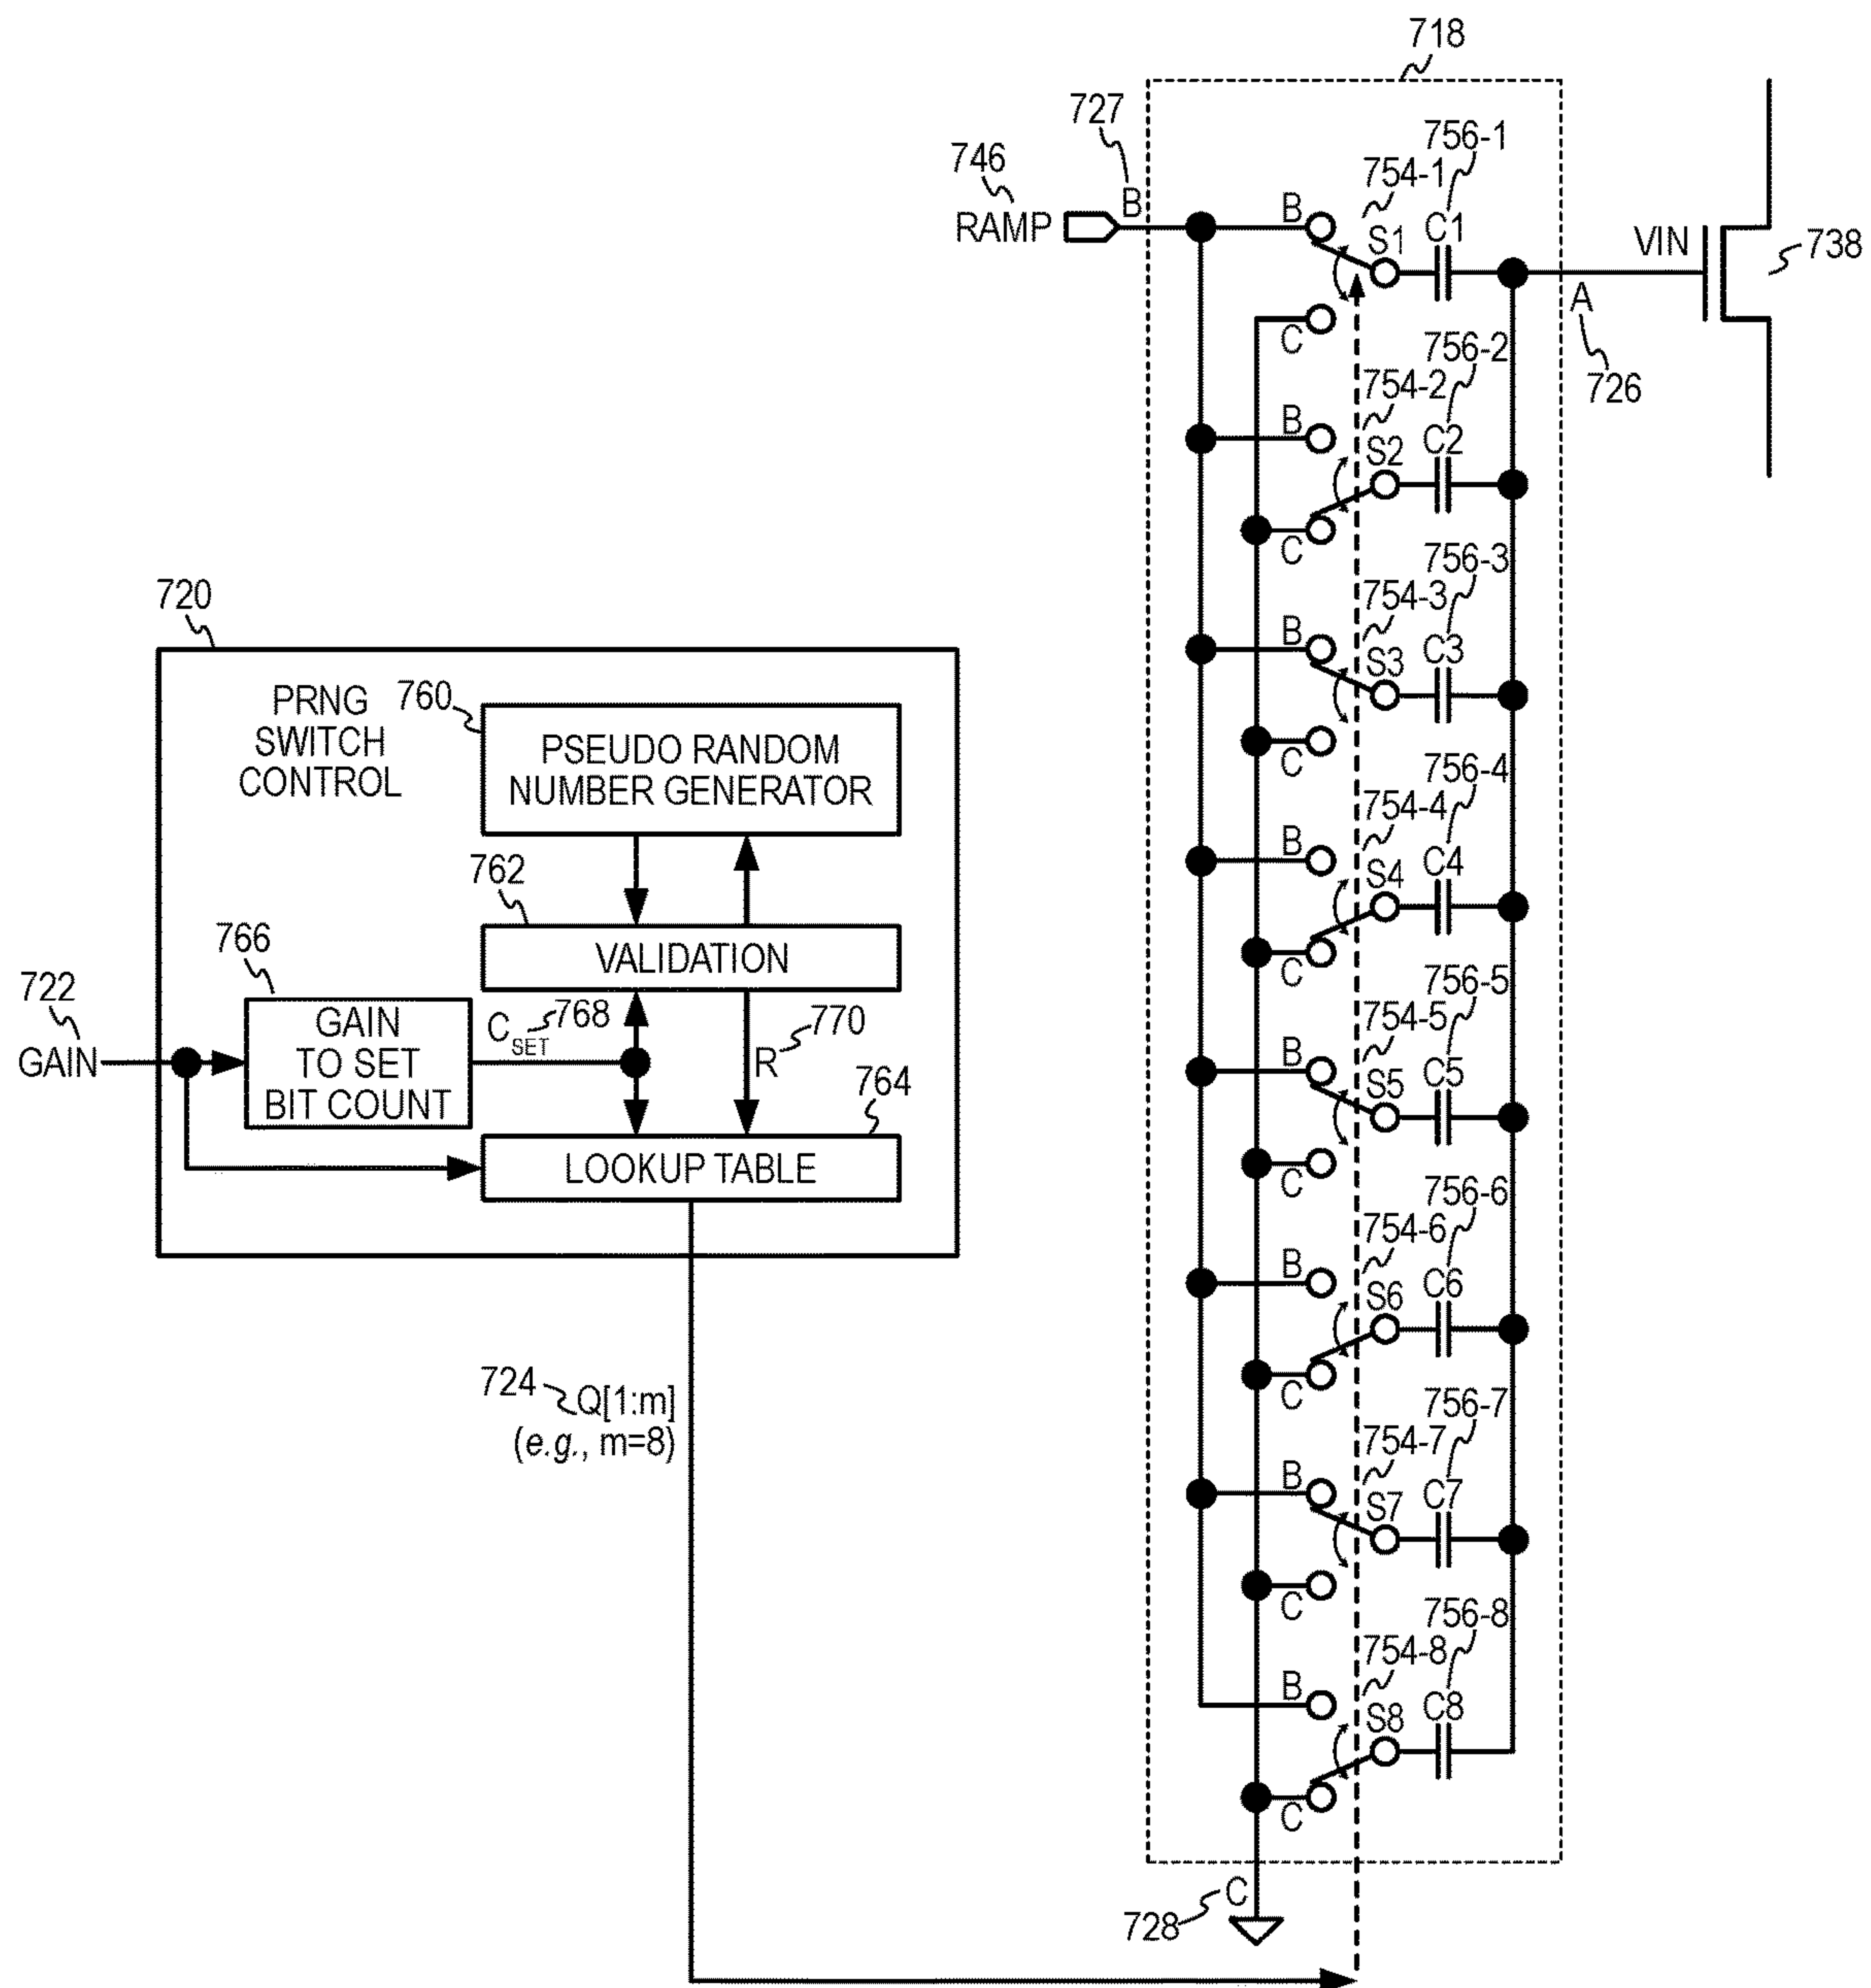 718
727
756-1
746
754-1
B
B
S1
C1
RAMP
VIN
738
C
A
756-2
726
754-2
B
S2
C2
C
756-3
754-3
B
S3
C3
C
756-4
754-4
B
S4
C4
C
756-5
754-5
B
S5
C5
C
756-6
754-6
B
S6
C6
C
756-7
754-7
B
S7
C7
C
756-8
754-8
B
S8
C8
C
C
728
720
PRNG
SWITCH
CONTROL
760
PSEUDO RANDOM
NUMBER GENERATOR
762
VALIDATION
766
722
GAIN
GAIN
TO SET
BIT COUNT
CSET
768
770
R
764
LOOKUP TABLE
724
Q[1:m]
(e.g., m=8)